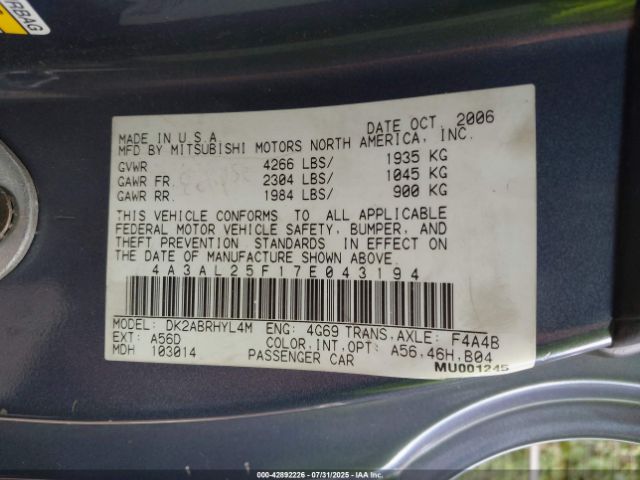 RBAG
MADE IN U.S.A. DATE OCT, 2006
MFD BY MITSUBISHI MOTORS NORTH AMERICA, INC.
GVWR 4266 LBS/ 1935 KG
GAWR FR. 2304 LBS/ 1045 KG
GAWR RR. 1984 LBS/ 900 KG
THIS VEHICLE CONFORMS TO ALL APPLICABLE
FEDERAL MOTOR VEHICLE SAFETY, BUMPER, AND
THEFT PREVENTION STANDARDS IN EFFECT ON
THE DATE OF MANUFACTURE SHOWN ABOVE.
4A3AL25F17E043194
MODEL: DK2ABRHYL4M ENG: 4G69 TRANS,AXLE: F4A4B
EXT: A56D COLOR,INT,OPT: A56,46H,B04
MDH 103014 PASSENGER CAR
MU001245
000-42892226 | 07/31/2025 | IAA Inc.